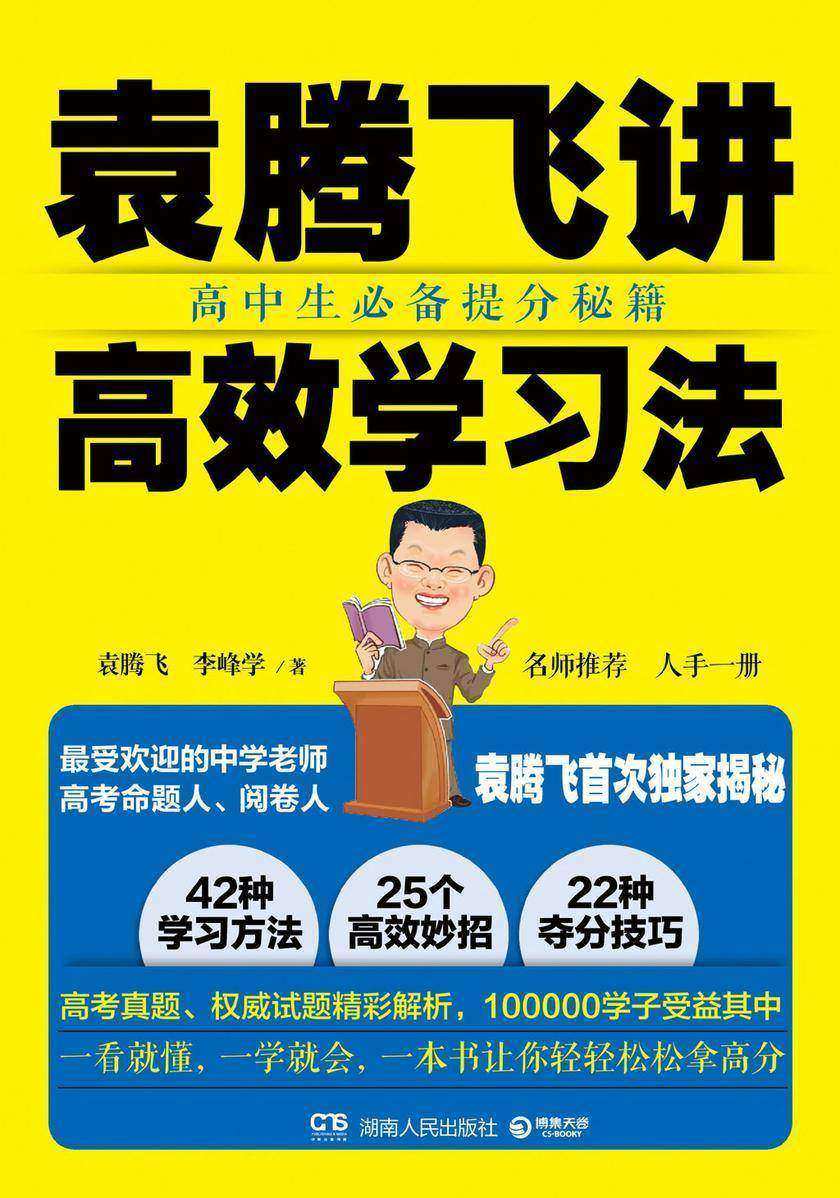 袁腾飞讲
高中生必备提分秘籍
高效学习法
袁腾飞 李峰学/著
名师推荐 人手一册
最受欢迎的中学老师
高考命题人、阅卷人
袁腾飞首次独家揭秘
42种
学习方法
25个
高效妙招
22种
夺分技巧
高考真题、权威试题精彩解析，100000学子受益其中
一看就懂，一学就会，一本书让你轻轻松松拿高分
湖南人民出版社
博集天卷
CS-BOOKY